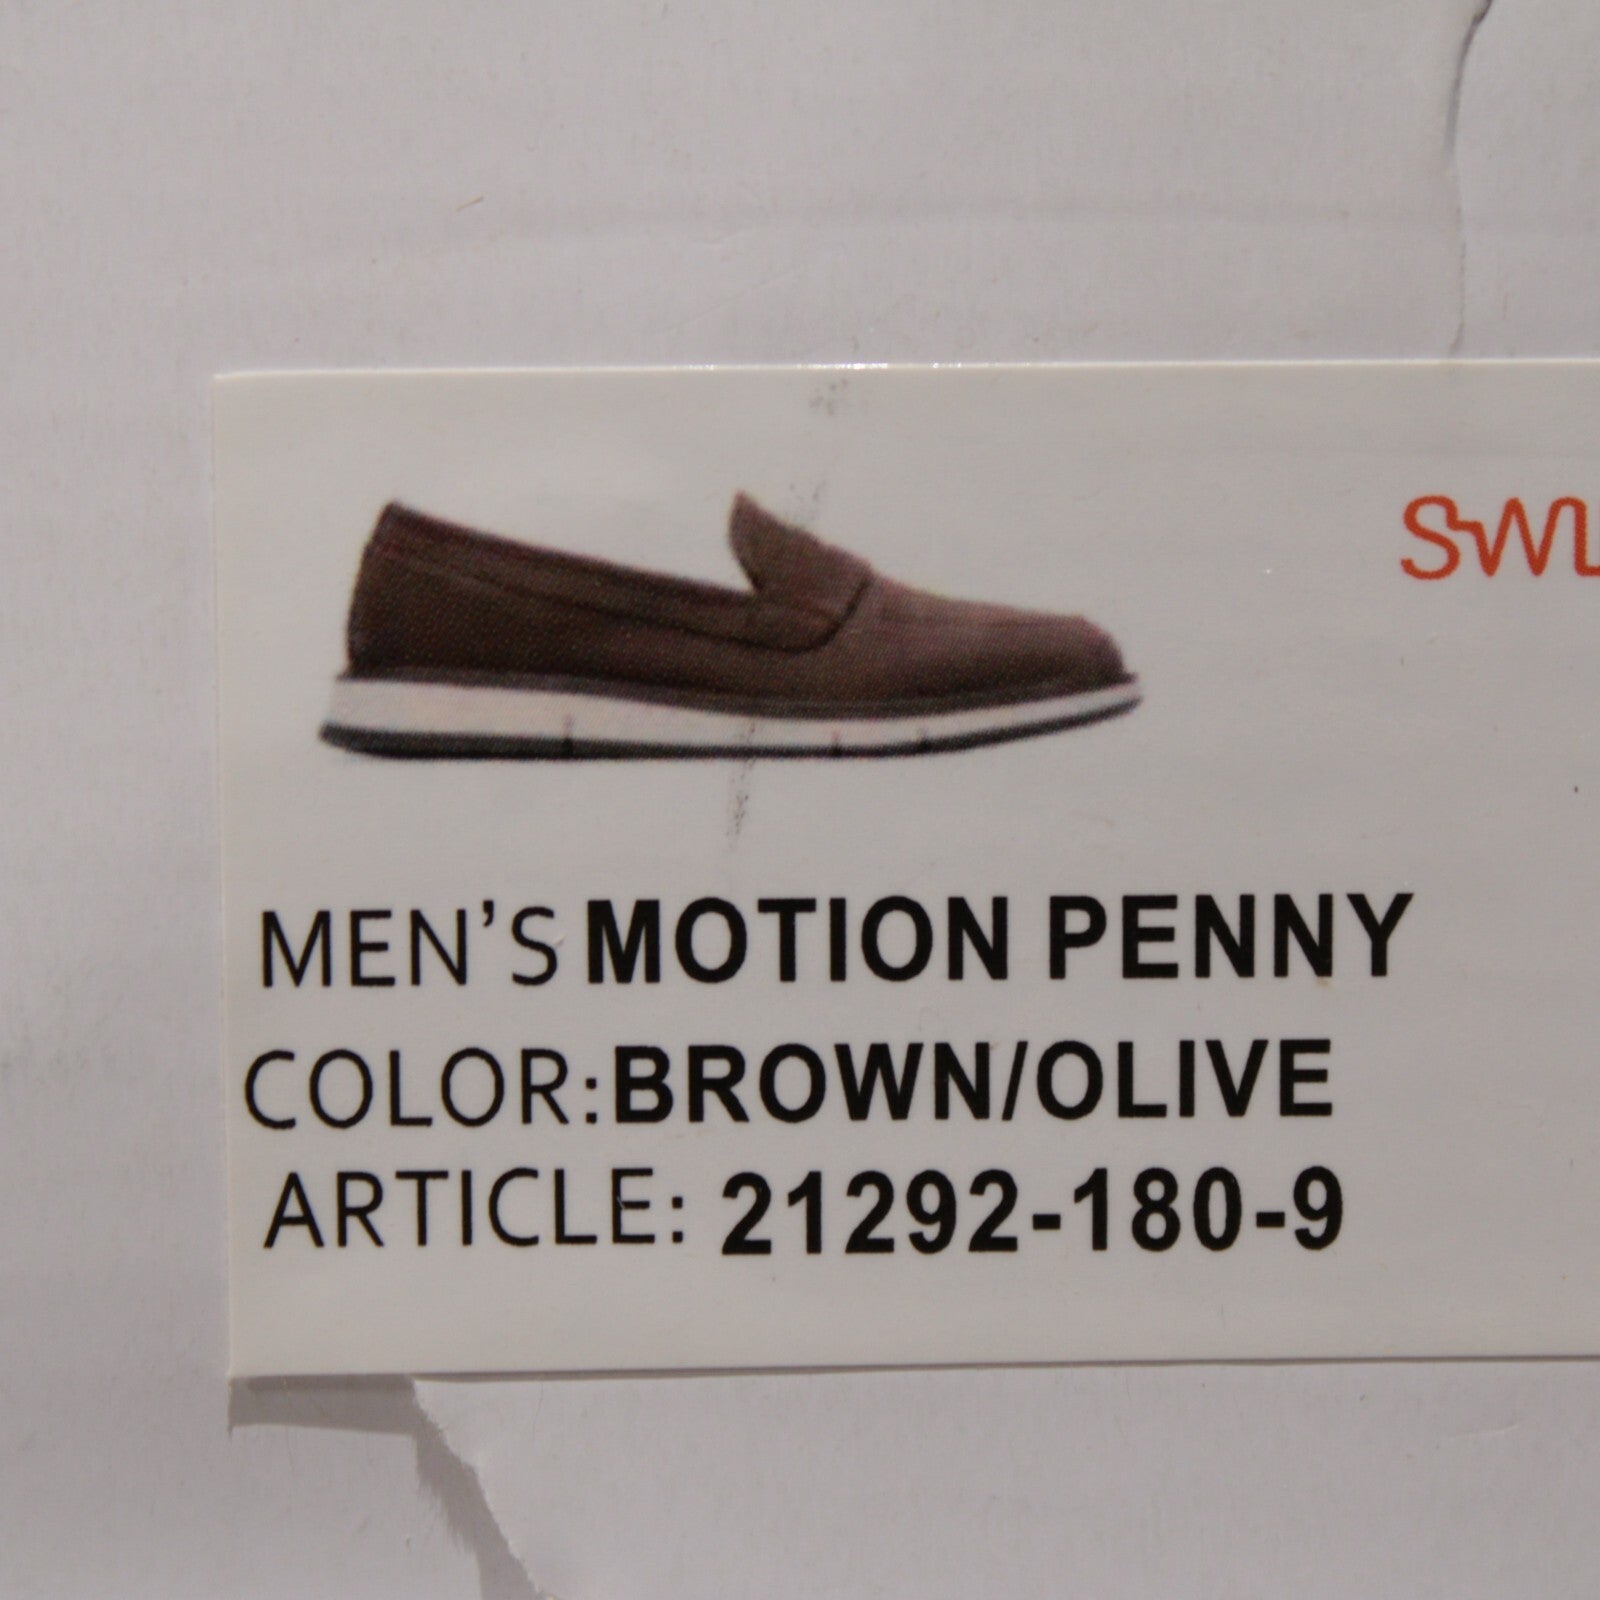 MEN'S MOTION PENNY
COLOR:BROWN/OLIVE
ARTICLE: 21292-180-9